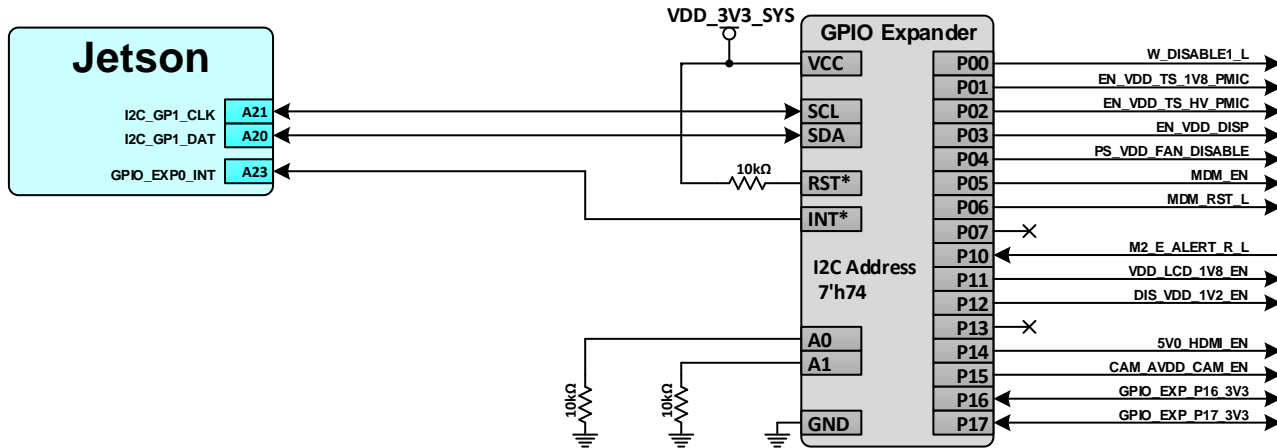 VDD_3V3_SYS
Jetson
I2C_GP1_CLK A21
I2C_GP1_DAT A20
GPIO_EXP0_INT A23
10kΩ
10kΩ
10kΩ
GPIO Expander
VCC
SCL
SDA
RST*
INT*
I2C Address
7'h74
A0
A1
GND
P00 W_DISABLE1_L
P01 EN_VDD_TS_1V8_PMIC
P02 EN_VDD_TS_HV_PMIC
P03 EN_VDD_DISP
P04 PS_VDD_FAN_DISABLE
P05 MDM_EN
P06 MDM_RST_L
P07
P10 M2_E_ALERT_R_L
P11 VDD_LCD_1V8_EN
P12 DIS_VDD_1V2_EN
P13
P14 5V0_HDMI_EN
P15 CAM_AVDD_CAM_EN
P16 GPIO_EXP_P16_3V3
P17 GPIO_EXP_P17_3V3